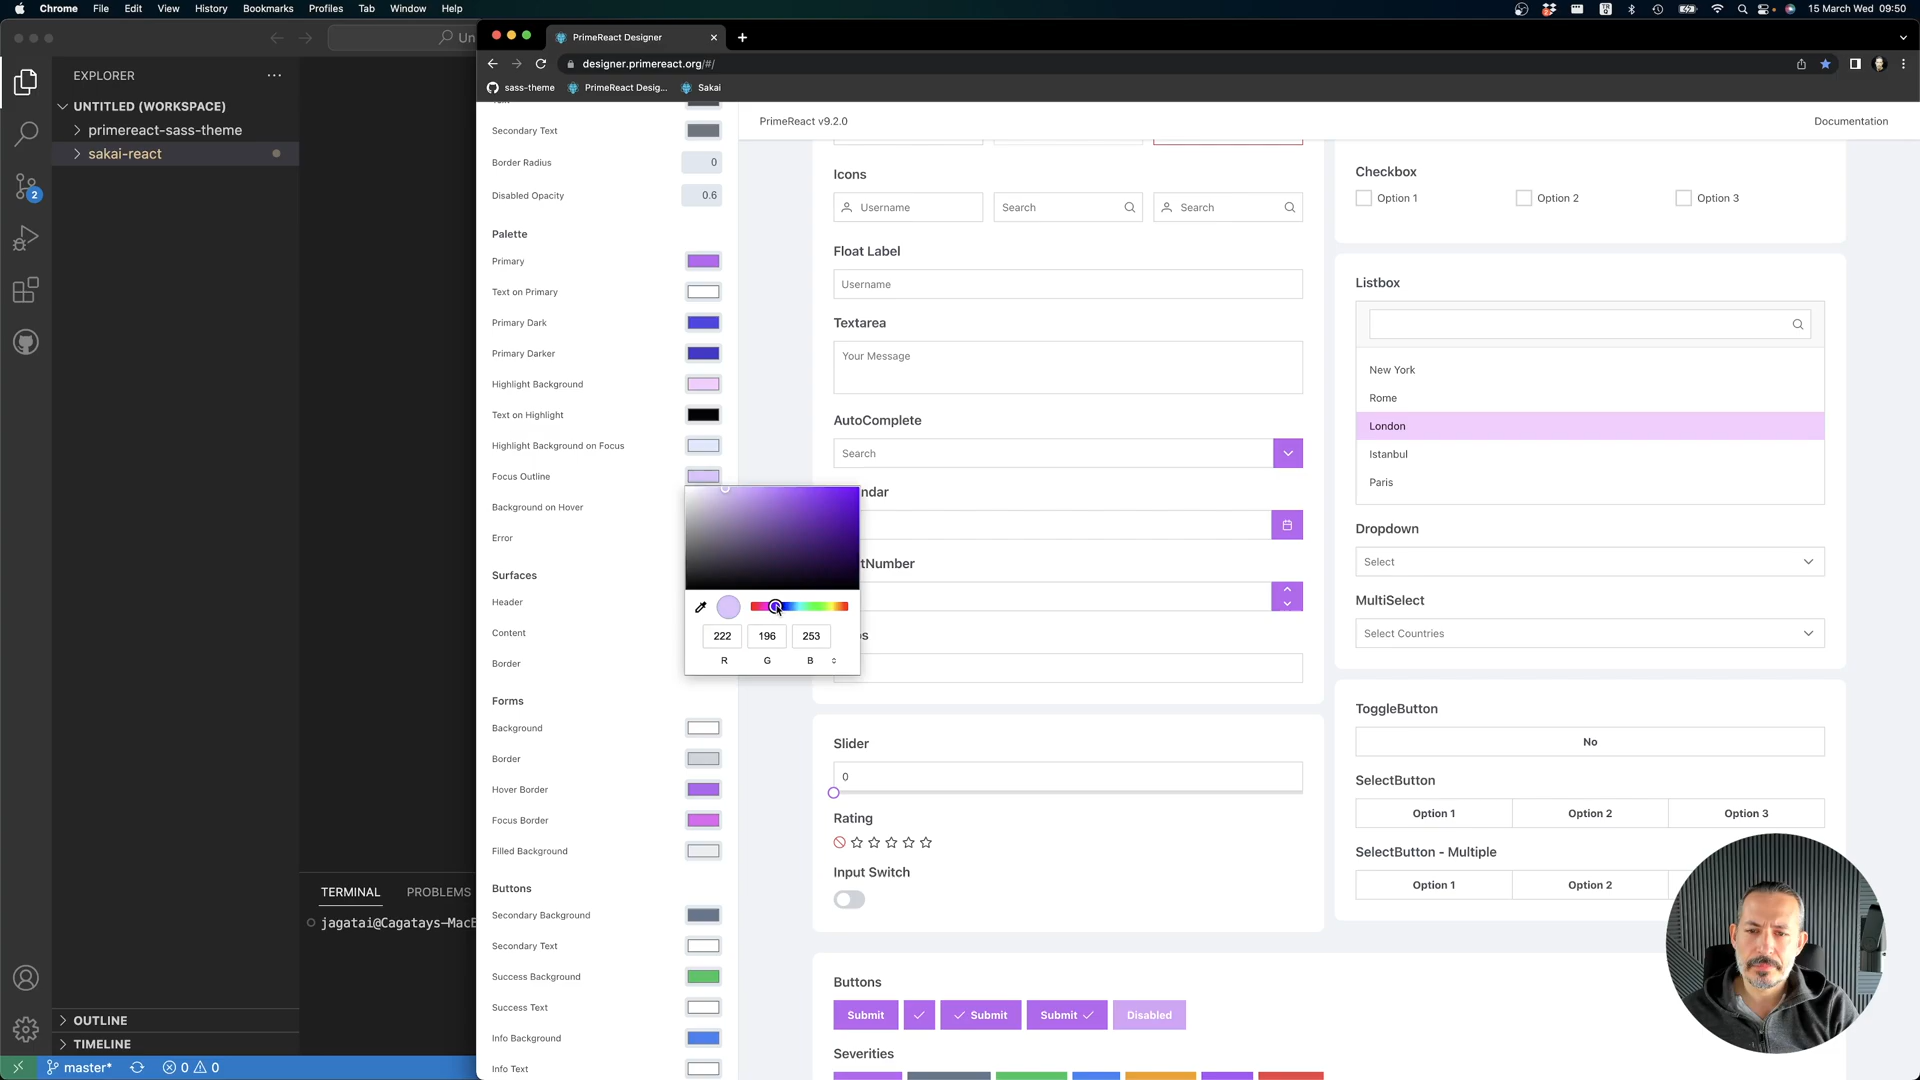 Chrome File Edit View History Bookmarks Profiles Tab Window Help
15 March Wed 09:50
EXPLORER
UNTITLED (WORKSPACE)
primereact-sass-theme
sakai-react
2
Un
TERMINAL PROBLEMS
jagatai@Cagatays-MacE
OUTLINE
TIMELINE
master* 0 0
PrimeReact Designer
designer.primereact.org/#/
sass-theme PrimeReact Desig... Sakai
PrimeReact v9.2.0
Documentation
Secondary Text
Border Radius 0
Disabled Opacity 0.6
Palette
Primary
Text on Primary
Primary Dark
Primary Darker
Highlight Background
Text on Highlight
Highlight Background on Focus
Focus Outline
Background on Hover
Error
Surfaces
Header
Content
Border
Forms
Background
Border
Hover Border
Focus Border
Filled Background
Buttons
Secondary Background
Secondary Text
Success Background
Success Text
Info Background
Info Text
222 196 253
R G B
Icons
Username Search Search
Float Label
Username
Textarea
Your Message
AutoComplete
Search
ndar
tNumber
Slider
0
Rating
Input Switch
Buttons
Submit Submit Submit Disabled
Severities
Checkbox
Option 1 Option 2 Option 3
Listbox
New York
Rome
London
Istanbul
Paris
Dropdown
Select
MultiSelect
Select Countries
ToggleButton
No
SelectButton
Option 1 Option 2 Option 3
SelectButton - Multiple
Option 1 Option 2